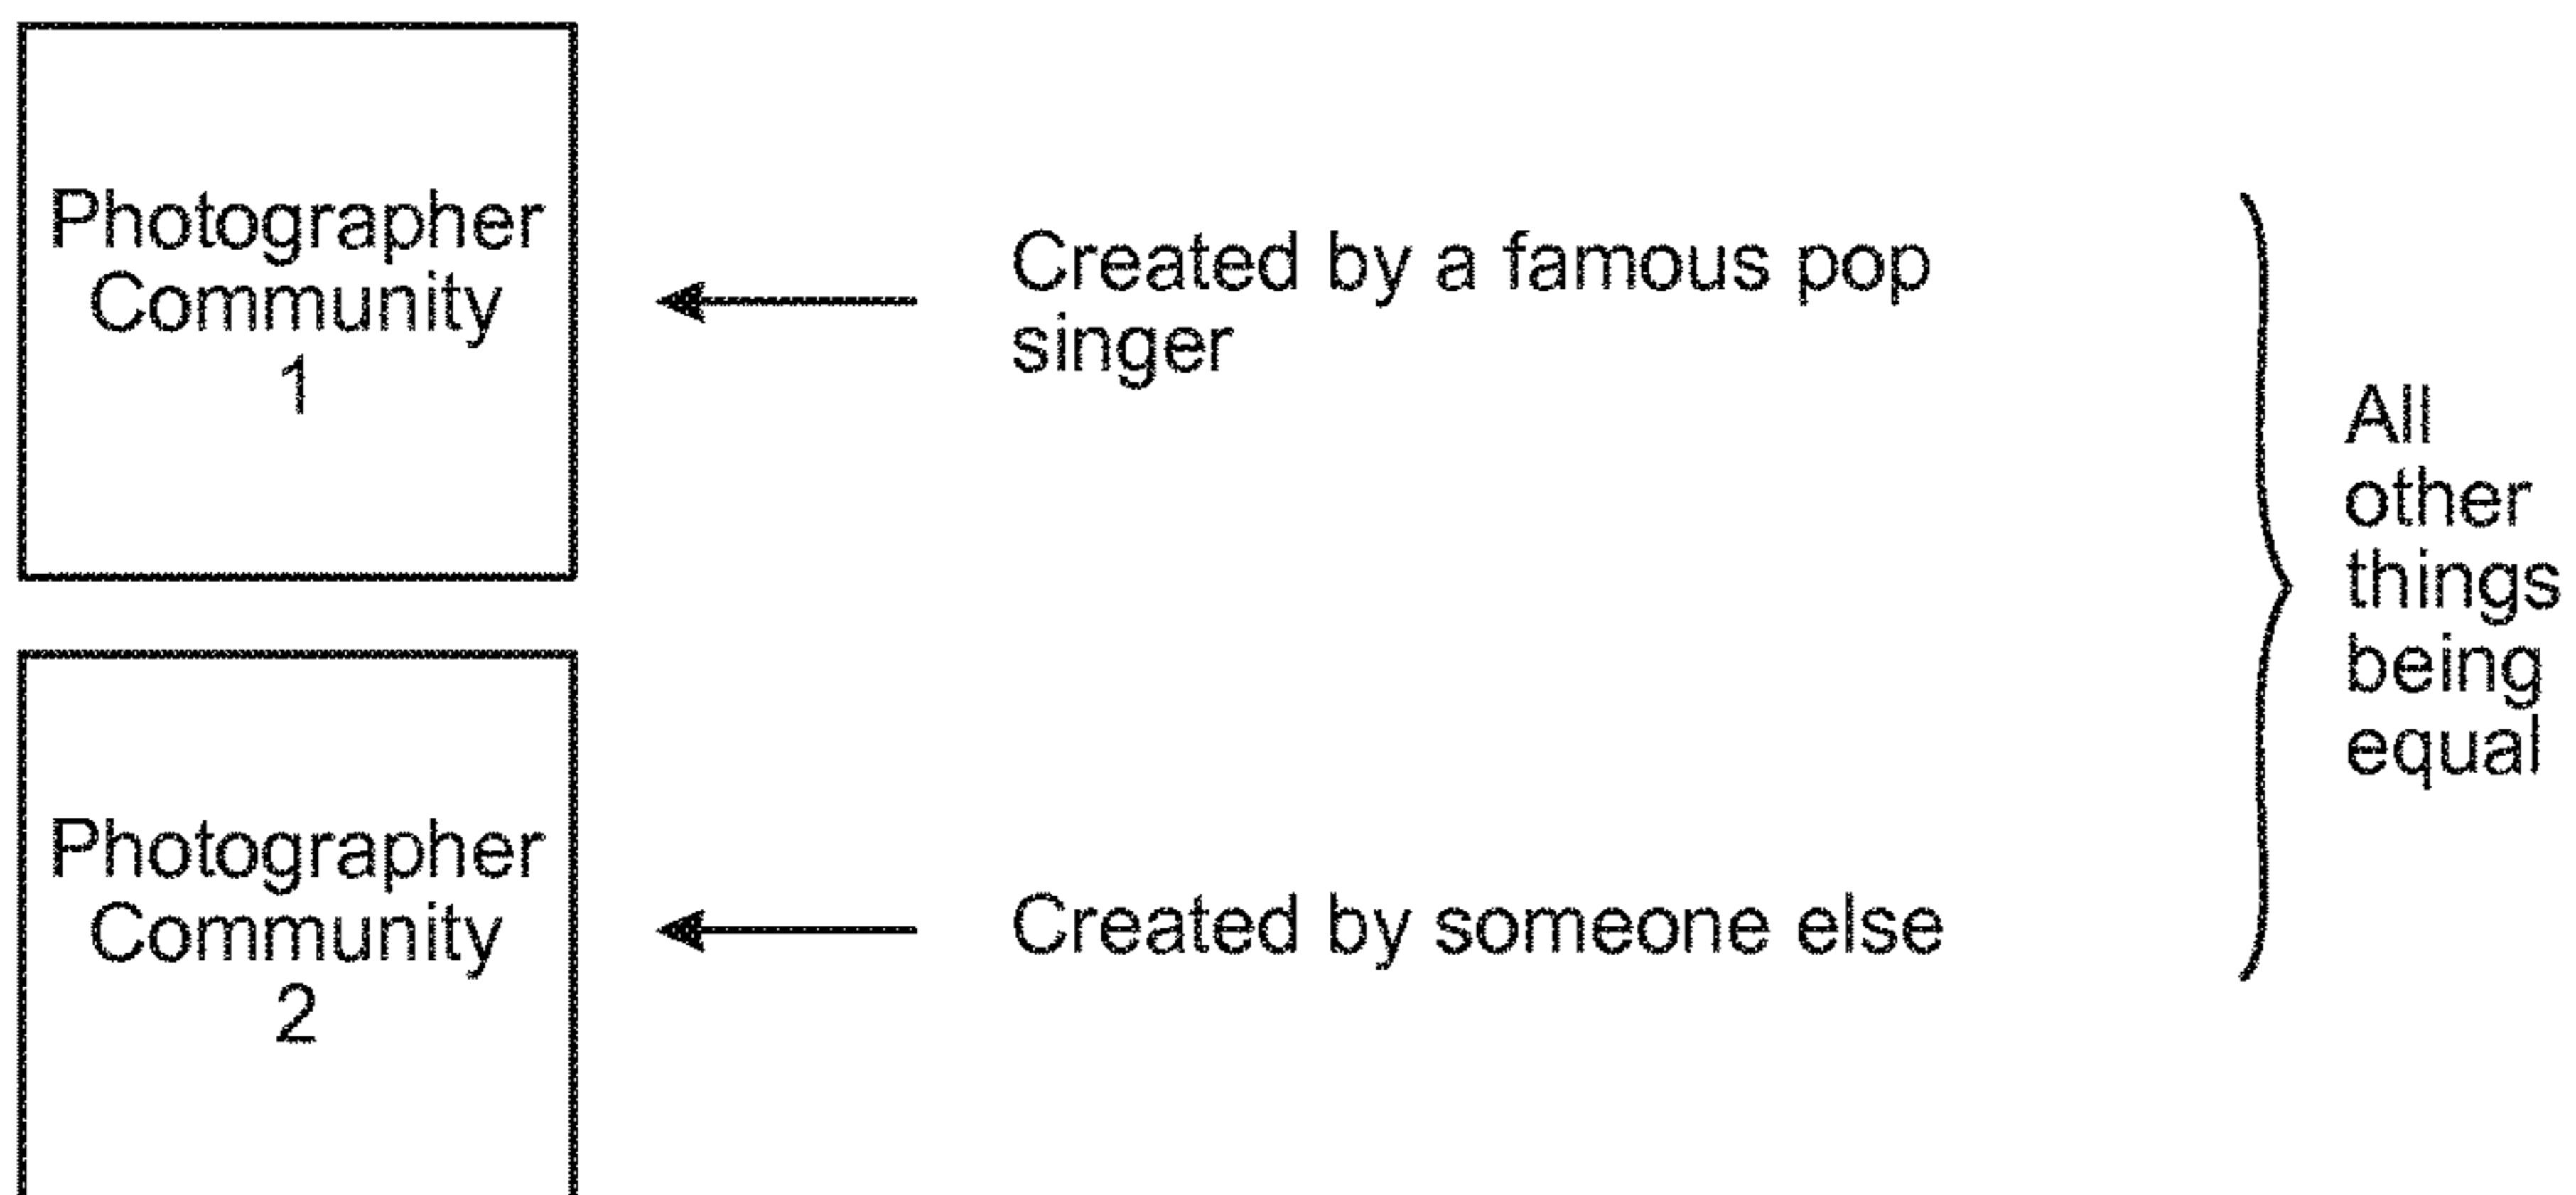 Photographer
Community
1
Created by a famous pop
singer
All
other
things
being
equal
Photographer
Community
2
Created by someone else